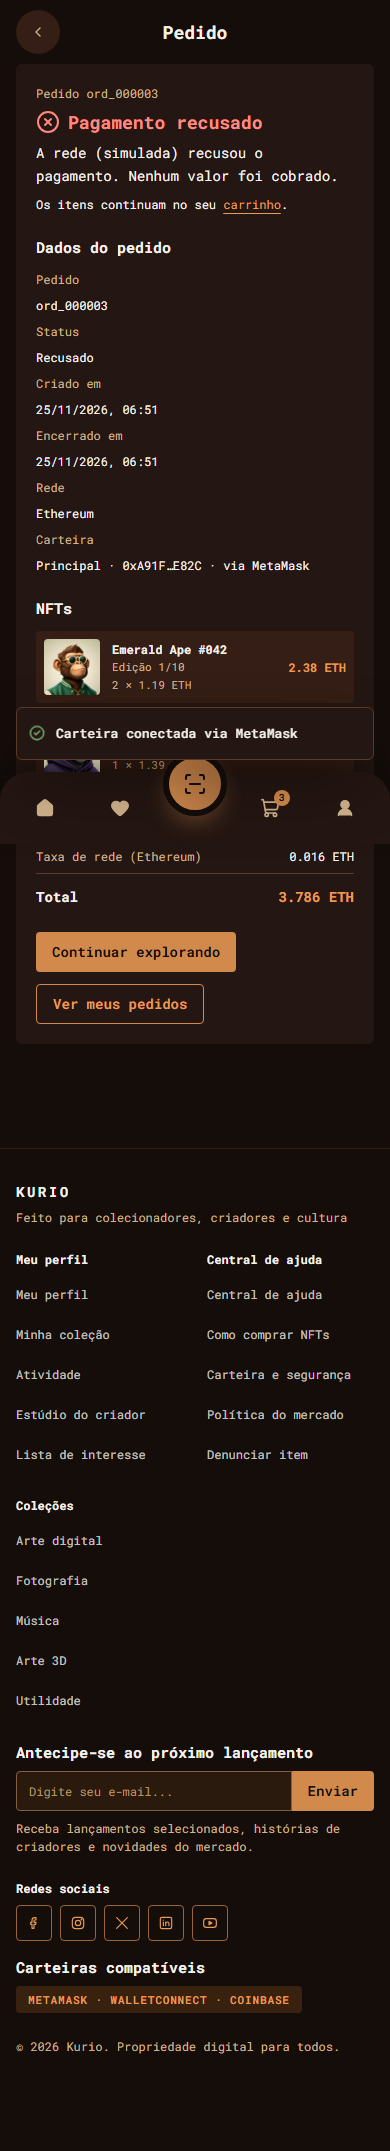 Pedido
Pedido ord_000003
Pagamento recusado
A rede (simulada) recusou o
pagamento. Nenhum valor foi cobrado.
Os itens continuam no seu carrinho.
Dados do pedido
Pedido
ord_000003
Status
Recusado
Criado em
25/11/2026, 06:51
Encerrado em
25/11/2026, 06:51
Rede
Ethereum
Carteira
Principal · 0xA91F…E82C · via MetaMask
NFTs
Emerald Ape #042
Edição 1/10
2 × 1.19 ETH
2.38 ETH
Carteira conectada via MetaMask
1 × 1.39
3
Taxa de rede (Ethereum) 0.016 ETH
Total 3.786 ETH
Continuar explorando
Ver meus pedidos
KURIO
Feito para colecionadores, criadores e cultura
Meu perfil
Meu perfil
Minha coleção
Atividade
Estúdio do criador
Lista de interesse
Central de ajuda
Central de ajuda
Como comprar NFTs
Carteira e segurança
Política do mercado
Denunciar item
Coleções
Arte digital
Fotografia
Música
Arte 3D
Utilidade
Antecipe-se ao próximo lançamento
Digite seu e-mail... Enviar
Receba lançamentos selecionados, histórias de
criadores e novidades do mercado.
Redes sociais
Carteiras compatíveis
METAMASK · WALLETCONNECT · COINBASE
© 2026 Kurio. Propriedade digital para todos.